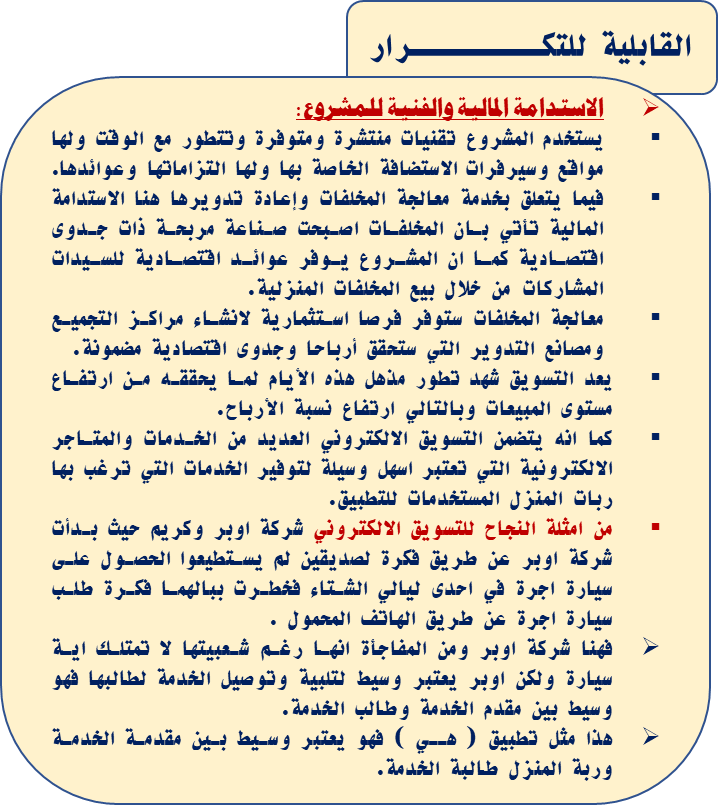 القابلية للتكـــــــــــرار
➢ الاستدامة المالية والفنية للمشروع:
▪ يستخدم المشروع تقنيات منتشرة ومتوفرة وتتطور مع الوقت ولها
مواقع وسيرفرات الاستضافة الخاصة بها ولها التزاماتها وعوائدها.
▪ فيما يتعلق بخدمة معالجة المخلفات وإعادة تدويرها هنا الاستدامة
المالية تأتي بان المخلفات اصبحت صناعة مربحة ذات جدوى
اقتصادية كما ان المشروع يوفر عوائد اقتصادية للسيدات
المشاركات من خلال بيع المخلفات المنزلية.
▪ معالجة المخلفات ستوفر فرصا استثمارية لانشاء مراكز التجميع
ومصانع التدوير التي ستحقق أرباحا وجدوى اقتصادية مضمونة.
▪ يعد التسويق شهد تطور مذهل هذه الأيام لما يحققه من ارتفاع
مستوى المبيعات وبالتالي ارتفاع نسبة الأرباح.
▪ كما انه يتضمن التسويق الالكتروني العديد من الخدمات والمتاجر
الالكترونية التي تعتبر اسهل وسيلة لتوفير الخدمات التي ترغب بها
ربات المنزل المستخدمات للتطبيق.
▪ من امثلة النجاح للتسويق الالكتروني شركة اوبر وكريم حيث بدأت
شركة اوبر عن طريق فكرة لصديقين لم يستطيعوا الحصول على
سيارة اجرة في احدى ليالي الشتاء فخطرت ببالهما فكرة طلب
سيارة اجرة عن طريق الهاتف المحمول .
➢ فهنا شركة اوبر ومن المفاجأة انها رغم شعبيتها لا تمتلك اية
سيارة ولكن اوبر يعتبر وسيط لتلبية وتوصيل الخدمة لطالبها فهو
وسيط بين مقدم الخدمة وطالب الخدمة.
➢ هذا مثل تطبيق ( هـي ) فهو يعتبر وسيط بين مقدمة الخدمة
وربة المنزل طالبة الخدمة.